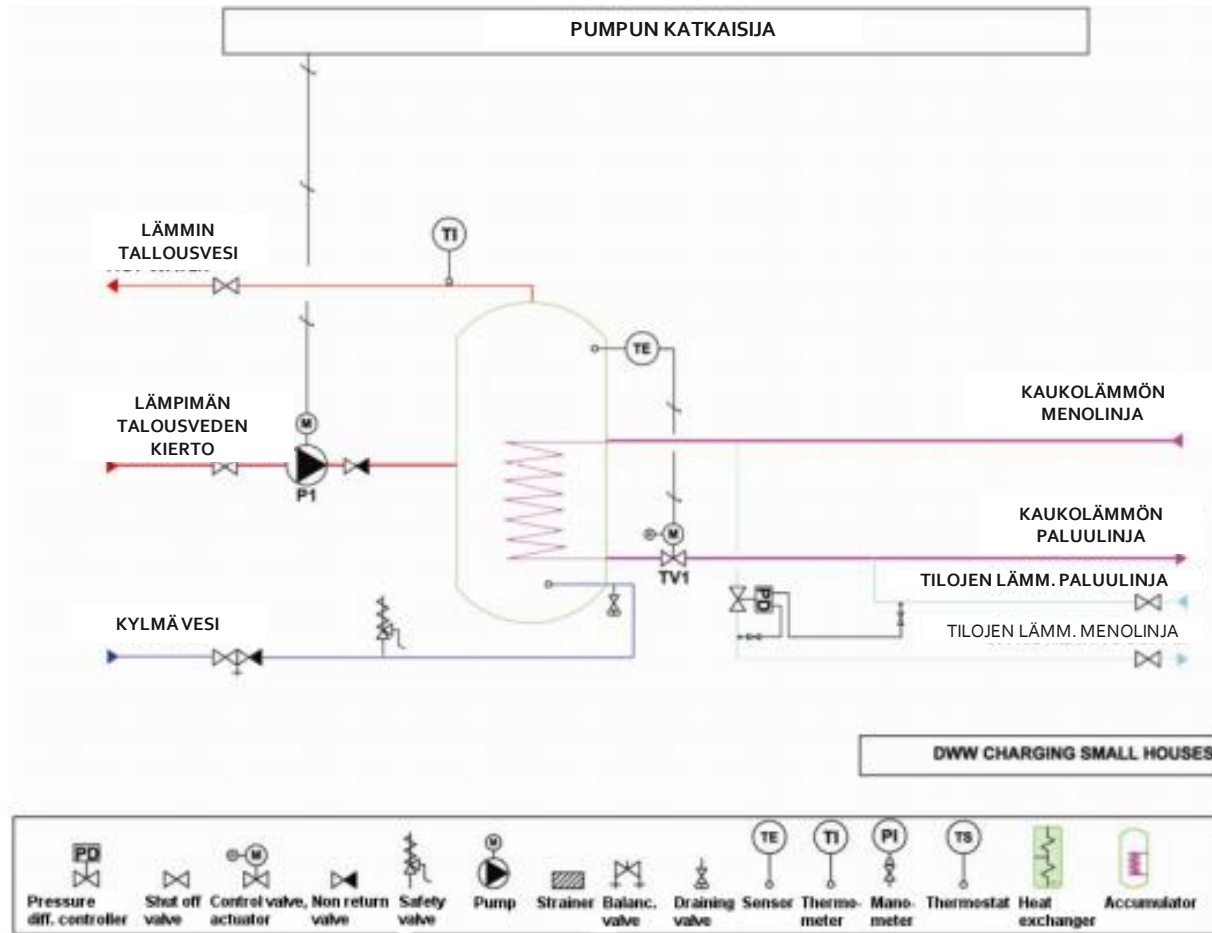 PUMPUN KATKAISIJA
LÄMMIN
TALLOUSVESI
TI
TE
LÄMPIMÄN
TALOUSVEDEN
KIERTO
M
P1
KAUKOLÄMMÖN
MENOLINJA
KAUKOLÄMMÖN
PALUULINJA
M
TV1
TILOJEN LÄMM. PALUULINJA
PD
KYLMÄ VESI
TILOJEN LÄMM. MENOLINJA
DWW CHARGING SMALL HOUSES
PD
M
M
TE
TI
PI
TS
Pressure
diff. controller
Shut off
valve
Control valve,
actuator
Non return
valve
Safety
valve
Pump
Strainer
Balanc.
valve
Draining
valve
Sensor
Thermo-
meter
Mano-
meter
Thermostat
Heat
exchanger
Accumulator